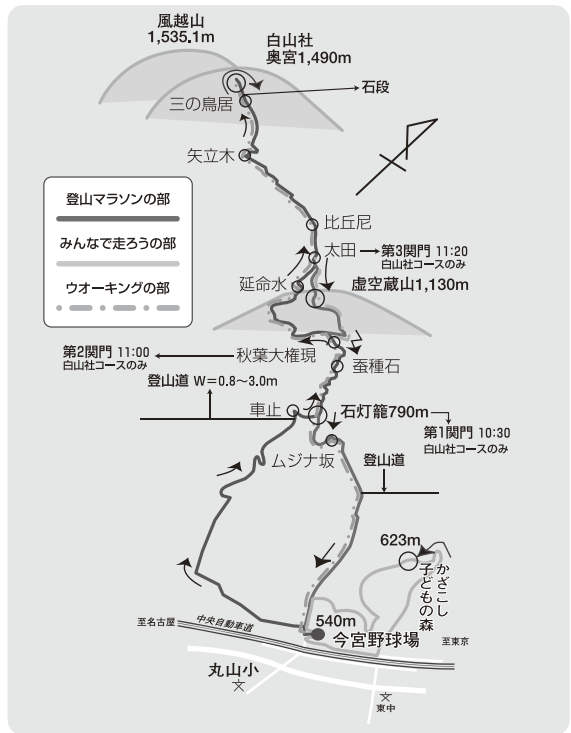 風越山
1,535.1m
白山社
奥宮1,490m
石段
三の鳥居
矢立木
登山マラソンの部
みんなで走ろうの部
ウオーキングの部
比丘尼
太田
第3関門 11:20
白山社コースのみ
延命水
虚空蔵山1,130m
第2関門 11:00
白山社コースのみ
秋葉大権現
蚕種石
登山道 W=0.8〜3.0m
車止
石灯籠790m
第1関門 10:30
白山社コースのみ
ムジナ坂
登山道
623m
かざこし
子どもの森
540m
今宮野球場
至名古屋
中央自動車道
至東京
丸山小
東中